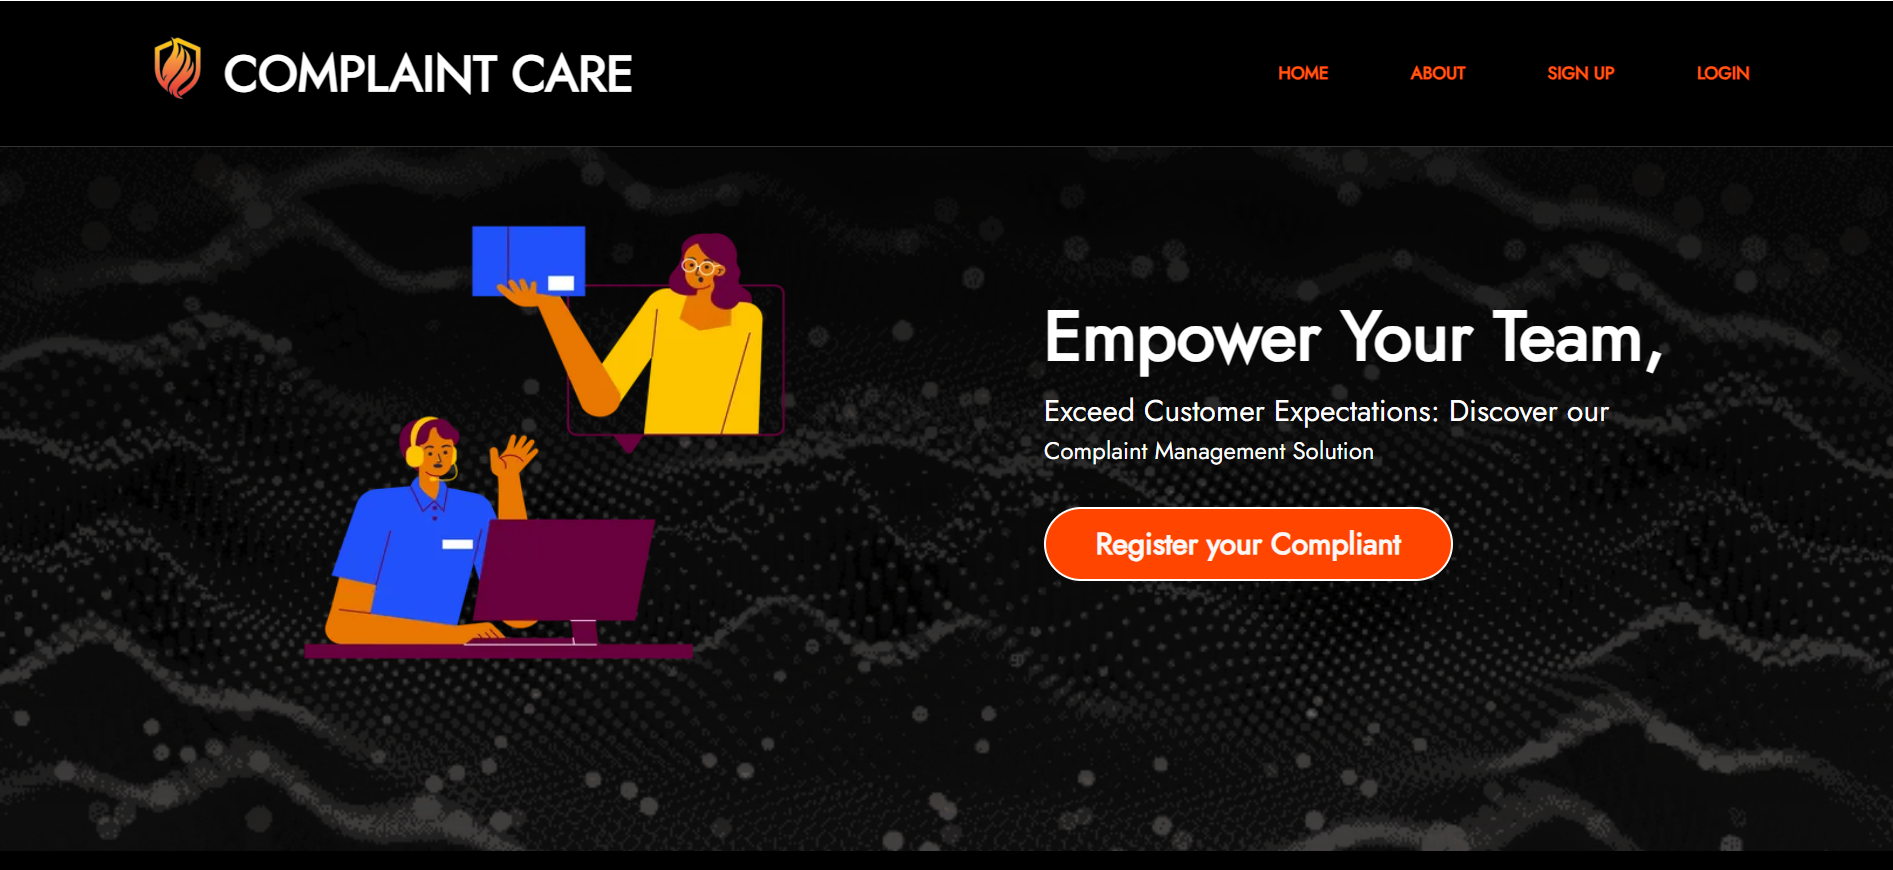 COMPLAINT CARE
HOME ABOUT SIGN UP LOGIN
Empower Your Team,
Exceed Customer Expectations: Discover our
Complaint Management Solution
Register your Compliant